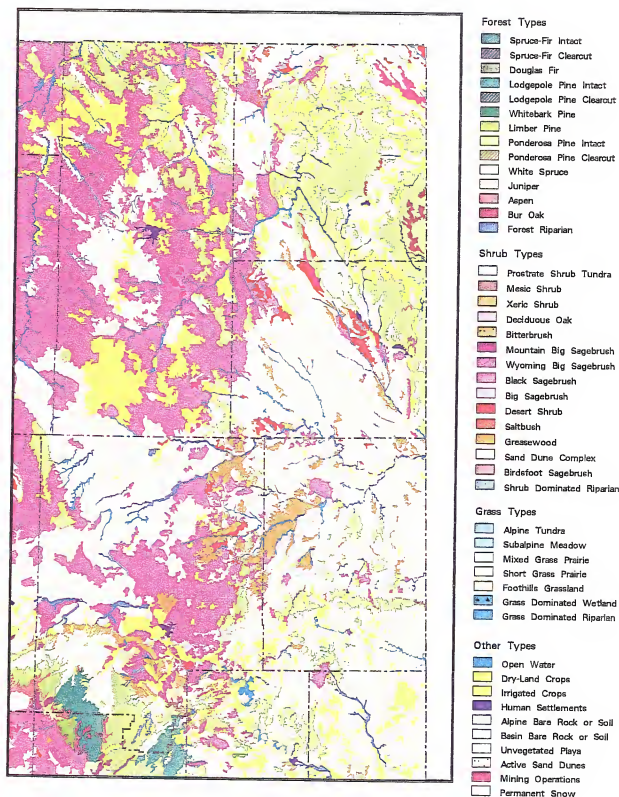 Forest Types
Spruce-Fir Intact
Spruce-Fir Clearcut
Douglas Fir
Lodgepole Pine Intact
Lodgepole Pine Clearcut
Whitebark Pine
Limber Pine
Ponderosa Pine Intact
Ponderosa Pine Clearcut
White Spruce
Juniper
Aspen
Bur Oak
Forest Riparian
Shrub Types
Prostrate Shrub Tundra
Mesic Shrub
Xeric Shrub
Deciduous Oak
Bitterbrush
Mountain Big Sagebrush
Wyoming Big Sagebrush
Black Sagebrush
Big Sagebrush
Desert Shrub
Saltbush
Greasewood
Sand Dune Complex
Birdsfoot Sagebrush
Shrub Dominated Riparian
Grass Types
Alpine Tundra
Subalpine Meadow
Mixed Grass Prairie
Short Grass Prairie
Foothills Grassland
Grass Dominated Wetland
Grass Dominated Riparian
Other Types
Open Water
Dry-Land Crops
Irrigated Crops
Human Settlements
Alpine Bare Rock or Soil
Basin Bare Rock or Soil
Unvegetated Playa
Active Sand Dunes
Mining Operations
Permanent Snow